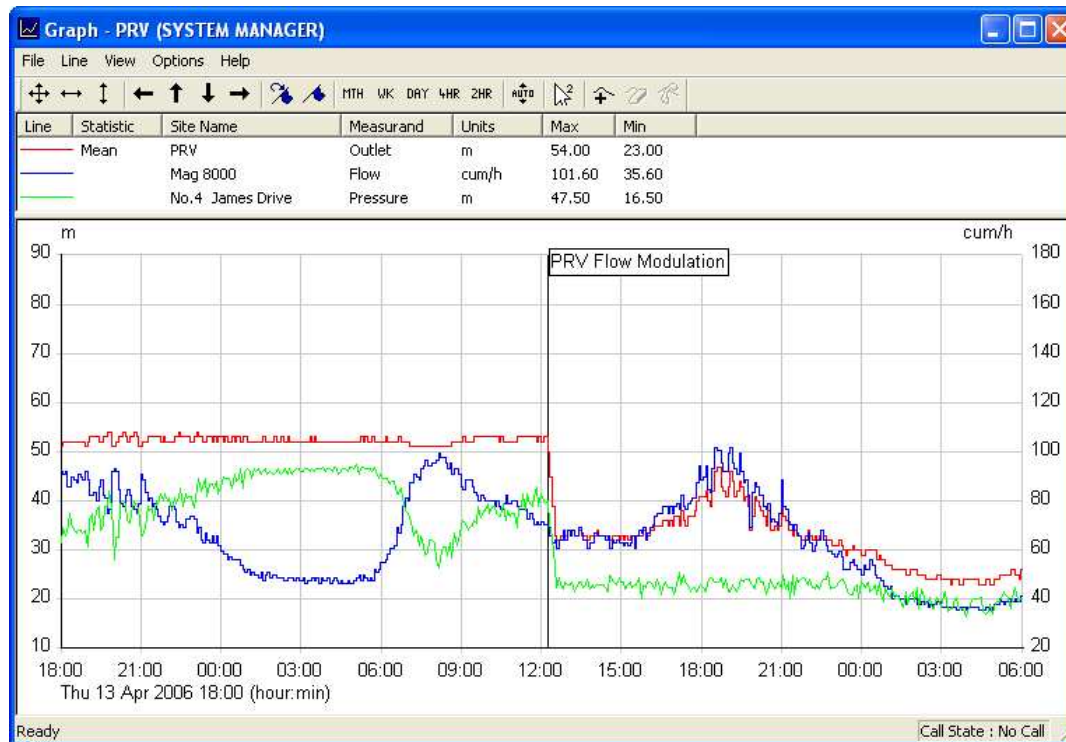 Graph - PRV (SYSTEM MANAGER)
File Line View Options Help
MTH WK DAY 4HR 2HR AUTO 2
Line Statistic Site Name Measurand Units Max Min
Mean PRV Outlet m 54.00 23.00
Mag 8000 Flow cum/h 101.60 35.60
No.4 James Drive Pressure m 47.50 16.50
m cum/h
90 180
PRV Flow Modulation
80 160
70 140
60 120
50 100
40 80
30 60
20 40
10 20
18:00 21:00 00:00 03:00 06:00 09:00 12:00 15:00 18:00 21:00 00:00 03:00 06:00
Thu 13 Apr 2006 18:00 (hour:min)
Ready Call State : No Call